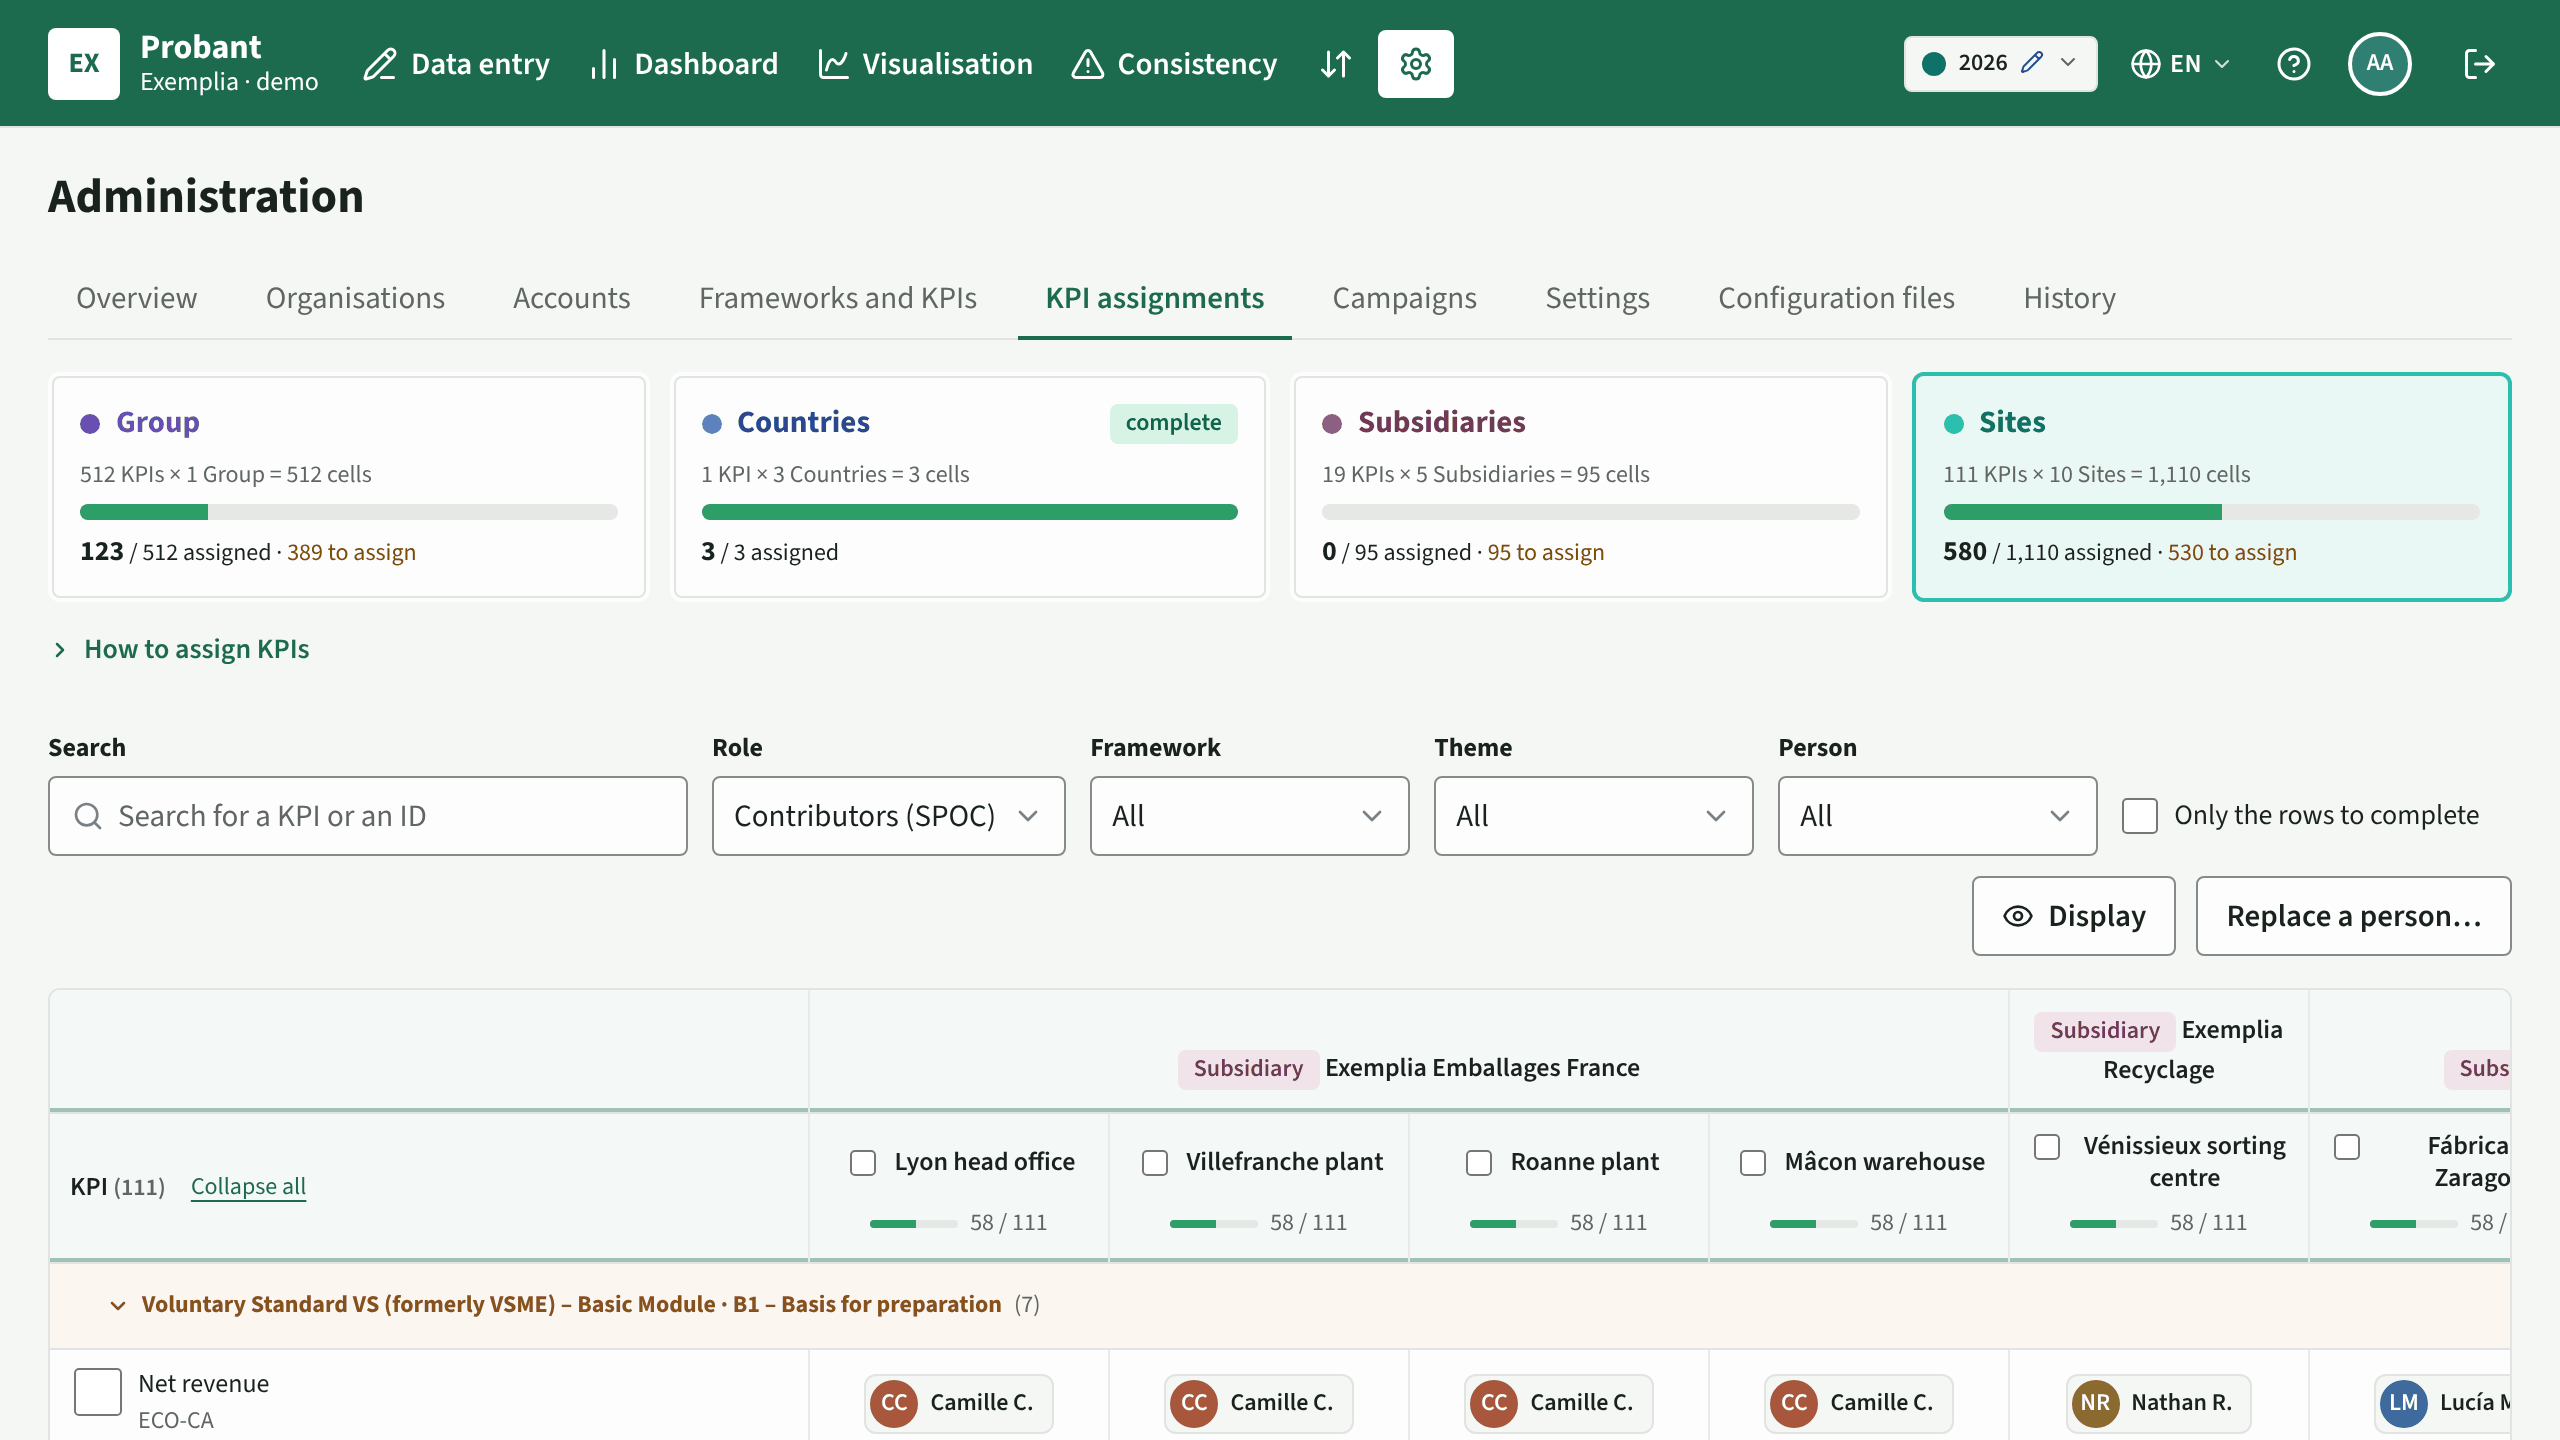 EX
Probant
Exemplia · demo
Data entry
Dashboard
Visualisation
Consistency
2026
EN
AA
Administration
Overview
Organisations
Accounts
Frameworks and KPIs
KPI assignments
Campaigns
Settings
Configuration files
History
Group
512 KPIs × 1 Group = 512 cells
123 / 512 assigned · 389 to assign
Countries
complete
1 KPI × 3 Countries = 3 cells
3 / 3 assigned
Subsidiaries
19 KPIs × 5 Subsidiaries = 95 cells
0 / 95 assigned · 95 to assign
Sites
111 KPIs × 10 Sites = 1,110 cells
580 / 1,110 assigned · 530 to assign
How to assign KPIs
Search
Search for a KPI or an ID
Role
Contributors (SPOC)
Framework
All
Theme
All
Person
All
Only the rows to complete
Display
Replace a person…
Subsidiary Exemplia Emballages France
Subsidiary Exemplia
Recyclage
Subs
KPI (111)
Collapse all
Lyon head office
58 / 111
Villefranche plant
58 / 111
Roanne plant
58 / 111
Mâcon warehouse
58 / 111
Vénissieux sorting
centre
58 / 111
Fábrica
Zarago
58 /
Voluntary Standard VS (formerly VSME) – Basic Module · B1 – Basis for preparation (7)
Net revenue
ECO-CA
CC Camille C.
CC Camille C.
CC Camille C.
CC Camille C.
NR Nathan R.
LM Lucía M